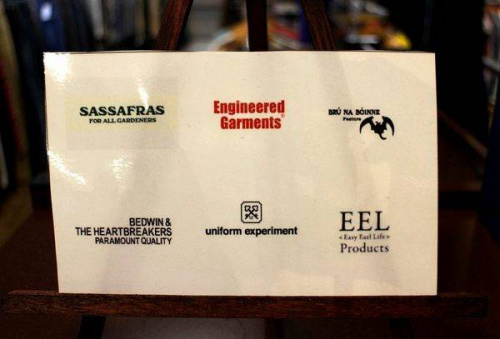 SASSAFRAS
FOR ALL GARDENERS
Engineered
Garments
BRÚ NA BÓINNE
BEDWIN &
THE HEARTBREAKERS
PARAMOUNT QUALITY
uniform experiment
EEL
<Easy Earl Life>
Products